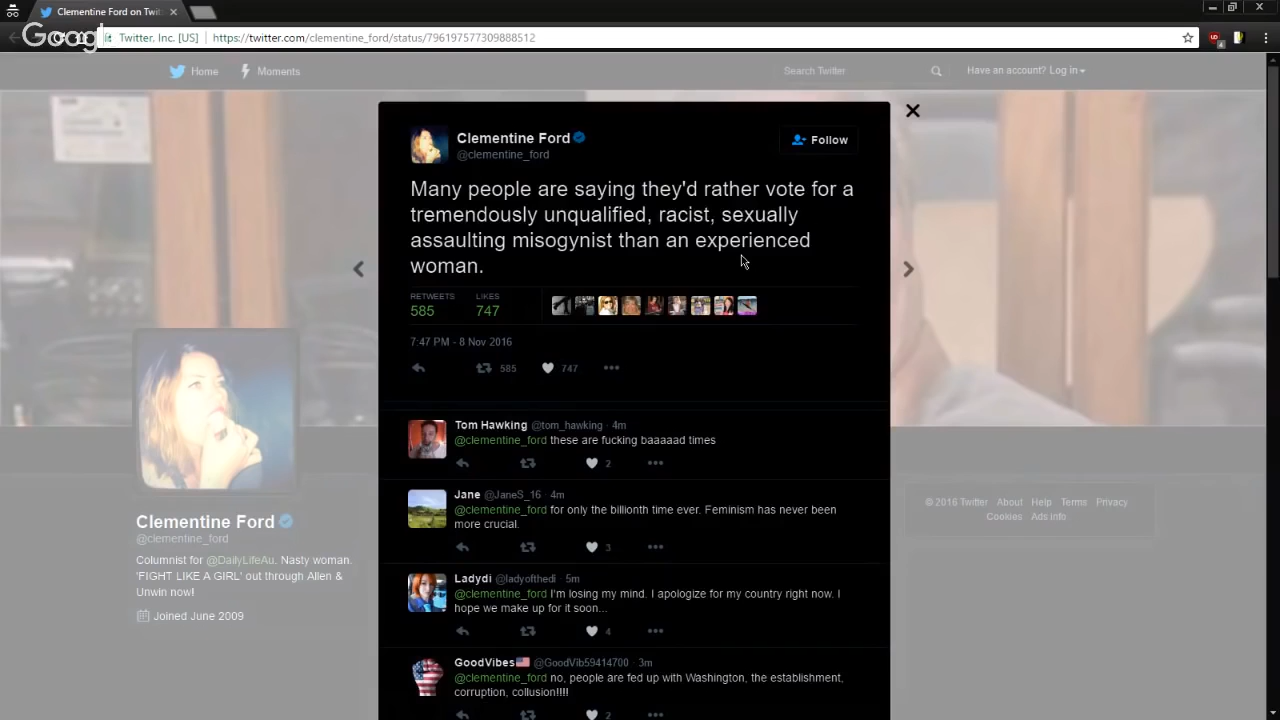 Clementine Ford on Twit
Twitter, Inc. [US]
https://twitter.com/clementine_ford/status/796197577309888512
Home
Moments
Search Twitter
Have an account? Log in
Clementine Ford
@clementine_ford
Follow
Many people are saying they'd rather vote for a
tremendously unqualified, racist, sexually
assaulting misogynist than an experienced
woman.
RETWEETS
585
LIKES
747
7:47 PM - 8 Nov 2016
585
747
Tom Hawking @tom_hawking · 4m
@clementine_ford these are fucking baaaaad times
2
Jane @JaneS_16 · 4m
@clementine_ford for only the billionth time ever. Feminism has never been
more crucial.
3
Ladydi @ladyofthedi · 5m
@clementine_ford I'm losing my mind. I apologize for my country right now. I
hope we make up for it soon...
4
GoodVibes @GoodVib59414700 · 3m
@clementine_ford no, people are fed up with Washington, the establishment,
corruption, collusion!!!!
2
Clementine Ford
@clementine_ford
Columnist for @DailyLifeAu. Nasty woman.
'FIGHT LIKE A GIRL' out through Allen &
Unwin now!
Joined June 2009
© 2016 Twitter About Help Terms Privacy
Cookies Ads info